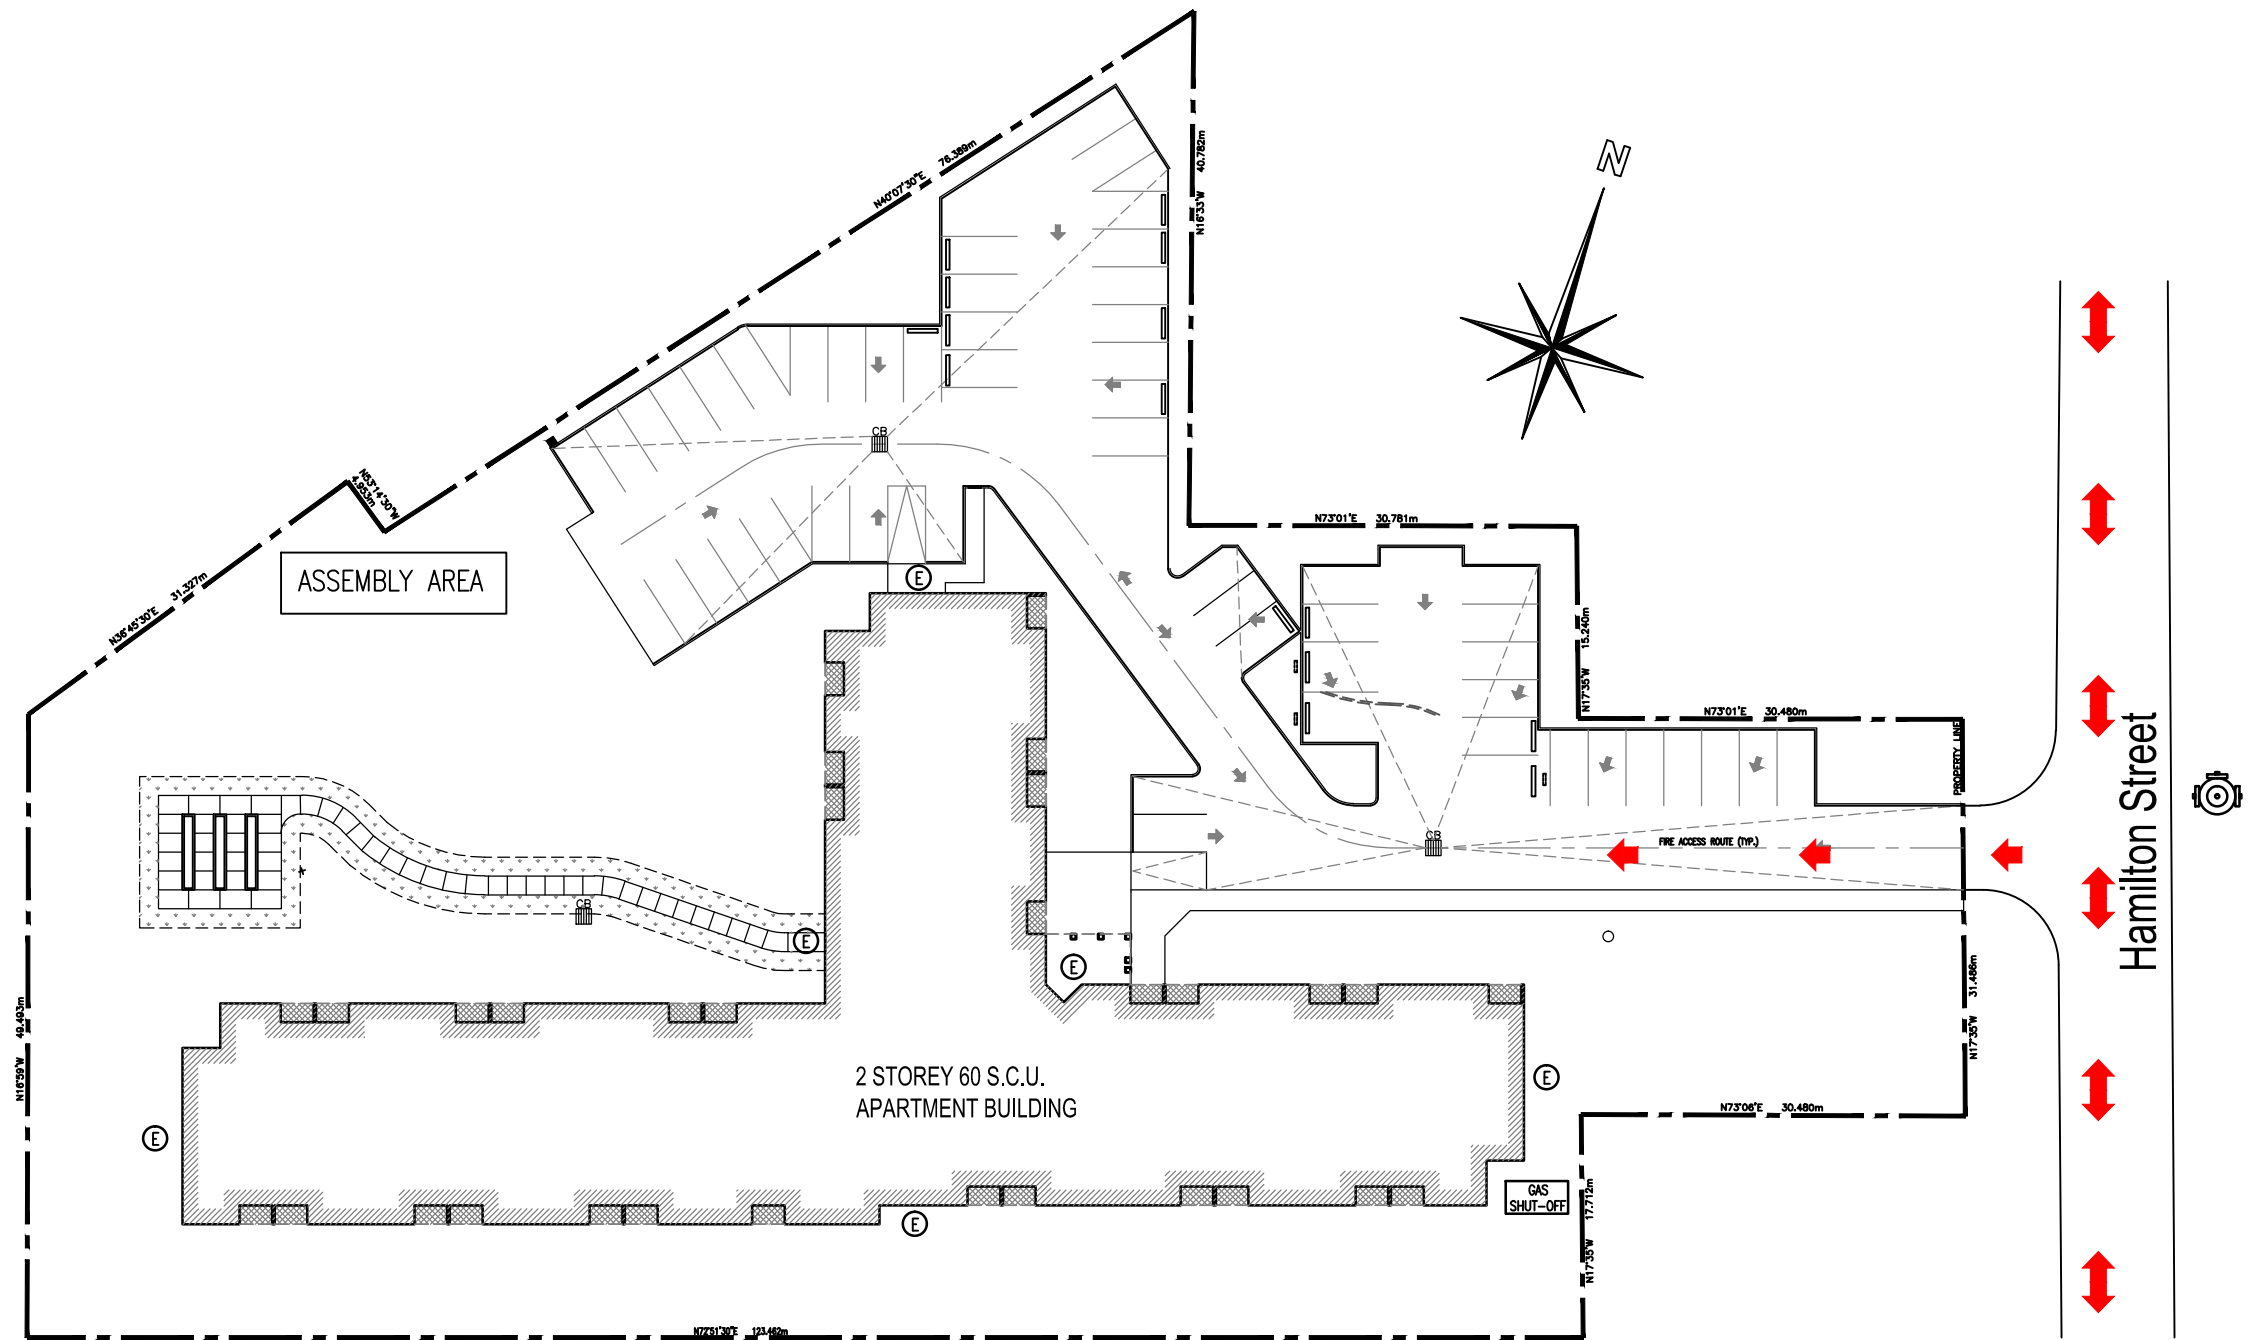 N40°07'30"E 76.389m
N16°33'W 40.782m
N
CB
N53°14'30"W
4.953m
N73°01'E 30.781m
ASSEMBLY AREA
E
N36°45'30"E 31.327m
N17°35'W 15.240m
N73°01'E 30.480m
PROPERTY LINE
Hamilton Street
CB
FIRE ACCESS ROUTE (TYP.)
CB
E
E
N16°59'W 49.493m
N17°35'W 31.486m
2 STOREY 60 S.C.U.
APARTMENT BUILDING
E
E
N73°06'E 30.480m
GAS
SHUT-OFF
N17°35'W 17.712m
E
N72°51'30"E 123.462m